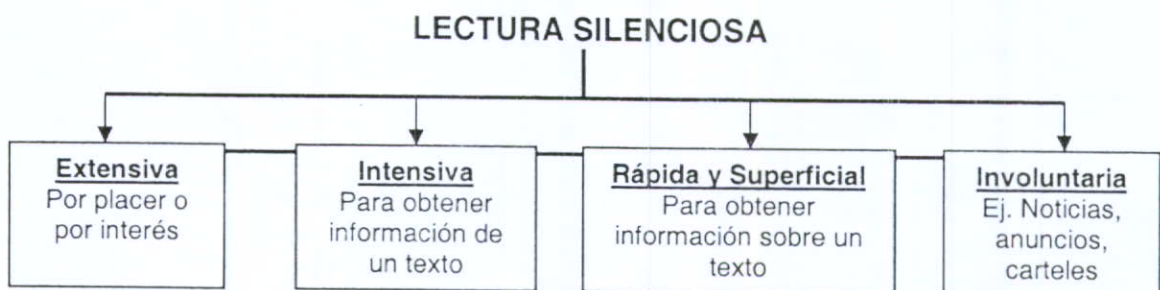 LECTURA SILENCIOSA
Extensiva
Por placer o
por interés
Intensiva
Para obtener
información de
un texto
Rápida y Superficial
Para obtener
información sobre un
texto
Involuntaria
Ej. Noticias,
anuncios,
carteles